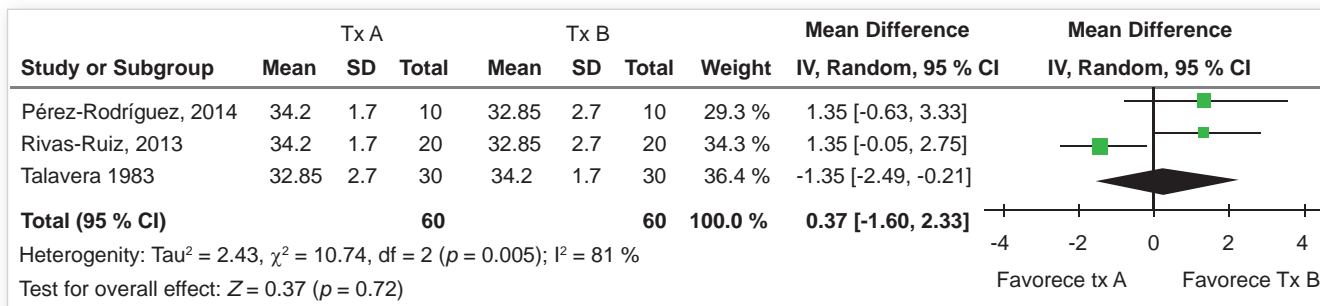 Tx A Tx B Mean Difference Mean Difference
Study or Subgroup Mean SD Total Mean SD Total Weight IV, Random, 95 % CI IV, Random, 95 % CI
Pérez-Rodríguez, 2014 34.2 1.7 10 32.85 2.7 10 29.3 % 1.35 [-0.63, 3.33]
Rivas-Ruiz, 2013 34.2 1.7 20 32.85 2.7 20 34.3 % 1.35 [-0.05, 2.75]
Talavera 1983 32.85 2.7 30 34.2 1.7 30 36.4 % -1.35 [-2.49, -0.21]
Total (95 % CI) 60 60 100.0 % 0.37 [-1.60, 2.33]
-4 -2 0 2 4
Heterogenity: Tau² = 2.43, χ² = 10.74, df = 2 (p = 0.005); I² = 81 %
Favorece tx A Favorece Tx B
Test for overall effect: Z = 0.37 (p = 0.72)